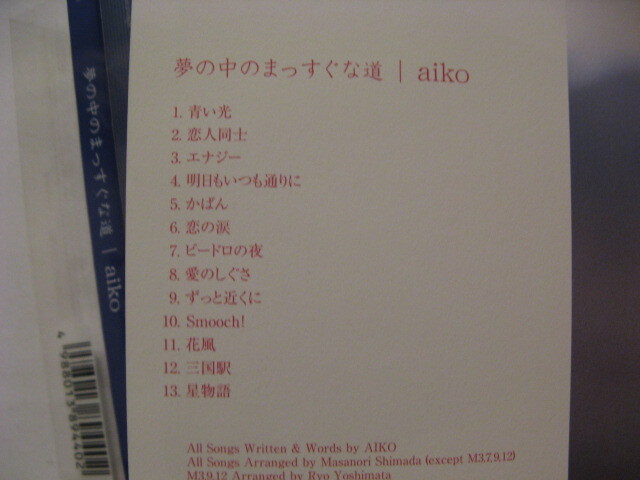 夢の中のまっすぐな道 | aiko
1. 青い光
2. 恋人同士
3. エナジー
4. 明日もいつも通りに
5. かばん
6. 恋の涙
7. ビードロの夜
8. 愛のしぐさ
9. ずっと近くに
10. Smooch!
11. 花風
12. 三国駅
13. 星物語
All Songs Written & Words by AIKO
All Songs Arranged by Masanori Shimada (except M3,7,9,12)
M3,9,12 Arranged by Ryo Yoshimata
夢の中のまっすぐな道 | aiko
4 988013 894402